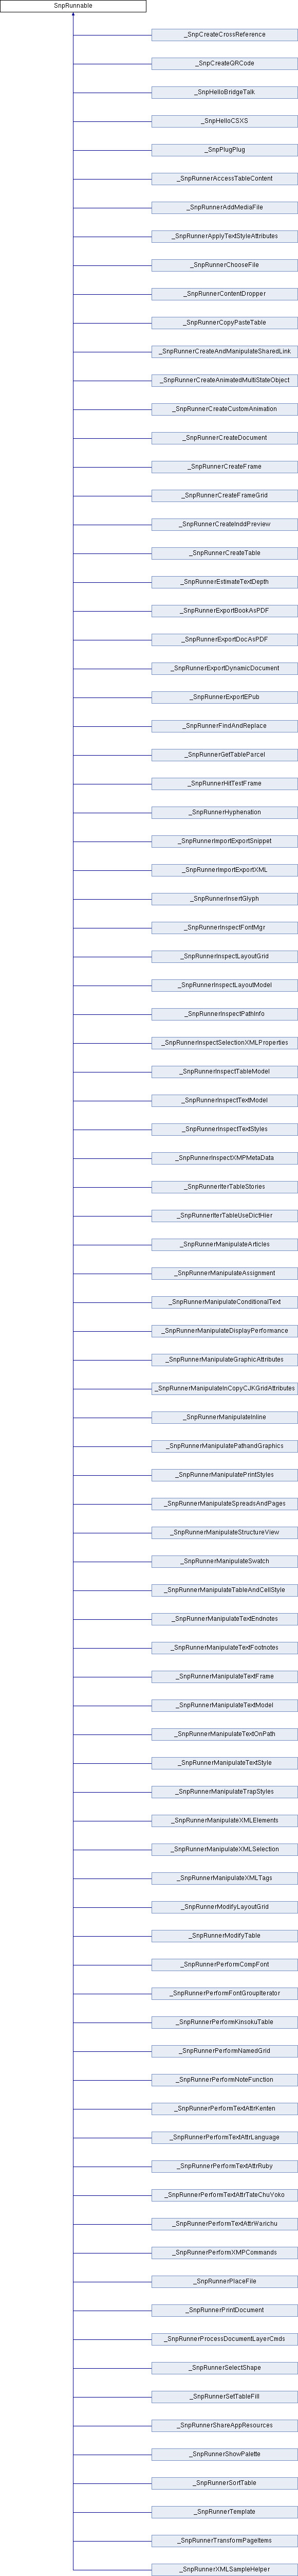 SnpRunnable
_SnpCreateCrossReference
_SnpCreateQRCode
_SnpHelloBridgeTalk
_SnpHelloCSXS
_SnpPlugPlug
_SnpRunnerAccessTableContent
_SnpRunnerAddMediaFile
_SnpRunnerApplyTextStyleAttributes
_SnpRunnerChooseFile
_SnpRunnerContentDropper
_SnpRunnerCopyPasteTable
_SnpRunnerCreateAndManipulateSharedLink
_SnpRunnerCreateAnimatedMultiStateObject
_SnpRunnerCreateCustomAnimation
_SnpRunnerCreateDocument
_SnpRunnerCreateFrame
_SnpRunnerCreateFrameGrid
_SnpRunnerCreateInddPreview
_SnpRunnerCreateTable
_SnpRunnerEstimateTextDepth
_SnpRunnerExportBookAsPDF
_SnpRunnerExportDocAsPDF
_SnpRunnerExportDynamicDocument
_SnpRunnerExportEPub
_SnpRunnerFindAndReplace
_SnpRunnerGetTableParcel
_SnpRunnerHitTestFrame
_SnpRunnerHyphenation
_SnpRunnerImportExportSnippet
_SnpRunnerImportExportXML
_SnpRunnerInsertGlyph
_SnpRunnerInspectFontMgr
_SnpRunnerInspectLayoutGrid
_SnpRunnerInspectLayoutModel
_SnpRunnerInspectPathInfo
_SnpRunnerInspectSelectionXMLProperties
_SnpRunnerInspectTableModel
_SnpRunnerInspectTextModel
_SnpRunnerInspectTextStyles
_SnpRunnerInspectXMPMetaData
_SnpRunnerIterTableStories
_SnpRunnerIterTableUseDictHier
_SnpRunnerManipulateArticles
_SnpRunnerManipulateAssignment
_SnpRunnerManipulateConditionalText
_SnpRunnerManipulateDisplayPerformance
_SnpRunnerManipulateGraphicAttributes
_SnpRunnerManipulateInCopyCJKGridAttributes
_SnpRunnerManipulateInline
_SnpRunnerManipulatePathandGraphics
_SnpRunnerManipulatePrintStyles
_SnpRunnerManipulateSpreadsAndPages
_SnpRunnerManipulateStructureView
_SnpRunnerManipulateSwatch
_SnpRunnerManipulateTableAndCellStyle
_SnpRunnerManipulateTextEndnotes
_SnpRunnerManipulateTextFootnotes
_SnpRunnerManipulateTextFrame
_SnpRunnerManipulateTextModel
_SnpRunnerManipulateTextOnPath
_SnpRunnerManipulateTextStyle
_SnpRunnerManipulateTrapStyles
_SnpRunnerManipulateXMLElements
_SnpRunnerManipulateXMLSelection
_SnpRunnerManipulateXMLTags
_SnpRunnerModifyLayoutGrid
_SnpRunnerModifyTable
_SnpRunnerPerformCompFont
_SnpRunnerPerformFontGroupIterator
_SnpRunnerPerformKinsokuTable
_SnpRunnerPerformNamedGrid
_SnpRunnerPerformNoteFunction
_SnpRunnerPerformTextAttrKenten
_SnpRunnerPerformTextAttrLanguage
_SnpRunnerPerformTextAttrRuby
_SnpRunnerPerformTextAttrTateChuYoko
_SnpRunnerPerformTextAttrWarichu
_SnpRunnerPerformXMPCommands
_SnpRunnerPlaceFile
_SnpRunnerPrintDocument
_SnpRunnerProcessDocumentLayerCmds
_SnpRunnerSelectShape
_SnpRunnerSetTableFill
_SnpRunnerShareAppResources
_SnpRunnerShowPalette
_SnpRunnerSortTable
_SnpRunnerTemplate
_SnpRunnerTransformPageItems
_SnpRunnerXMLSampleHelper